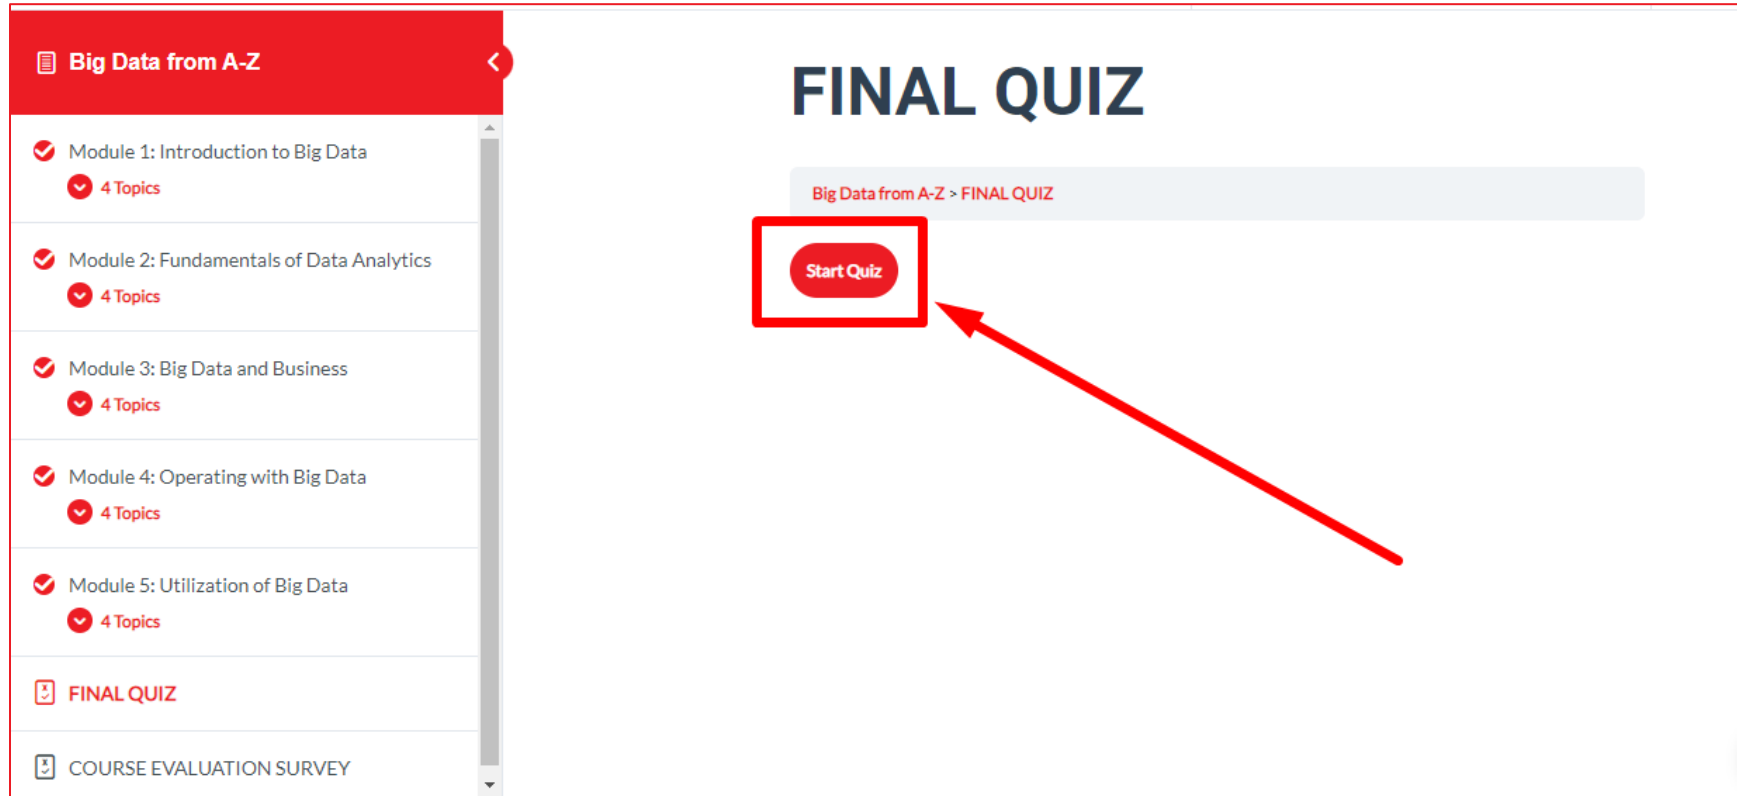 Big Data from A-Z
Module 1: Introduction to Big Data
4 Topics
Module 2: Fundamentals of Data Analytics
4 Topics
Module 3: Big Data and Business
4 Topics
Module 4: Operating with Big Data
4 Topics
Module 5: Utilization of Big Data
4 Topics
FINAL QUIZ
COURSE EVALUATION SURVEY
FINAL QUIZ
Big Data from A-Z > FINAL QUIZ
Start Quiz